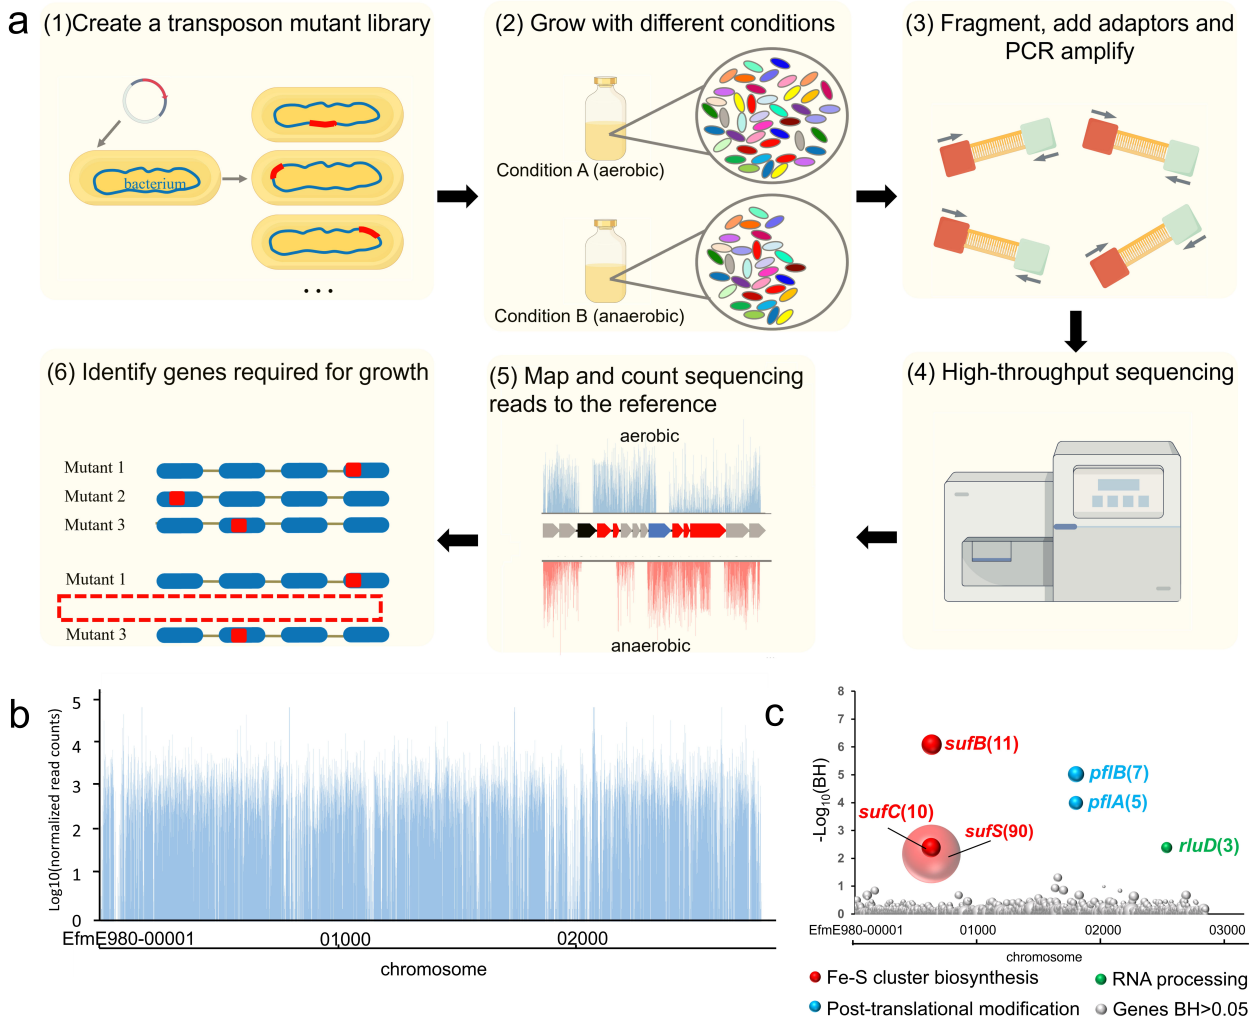 a
(1)Create a transposon mutant library
bacterium
...
(2) Grow with different conditions
Condition A (aerobic)
Condition B (anaerobic)
(3) Fragment, add adaptors and
PCR amplify
(4) High-throughput sequencing
(5) Map and count sequencing
reads to the reference
aerobic
anaerobic
(6) Identify genes required for growth
Mutant 1
Mutant 2
Mutant 3
Mutant 1
Mutant 3
b
Log10(normalized read counts)
5
4
3
2
1
0
EfmE980-00001
01000
02000
chromosome
c
-Log10(BH)
8
7
6
5
4
3
2
1
0
sufB(11)
pflB(7)
pflA(5)
sufC(10)
sufS(90)
rluD(3)
EfmE980-00001
01000
02000
03000
chromosome
Fe-S cluster biosynthesis
RNA processing
Post-translational modification
Genes BH>0.05